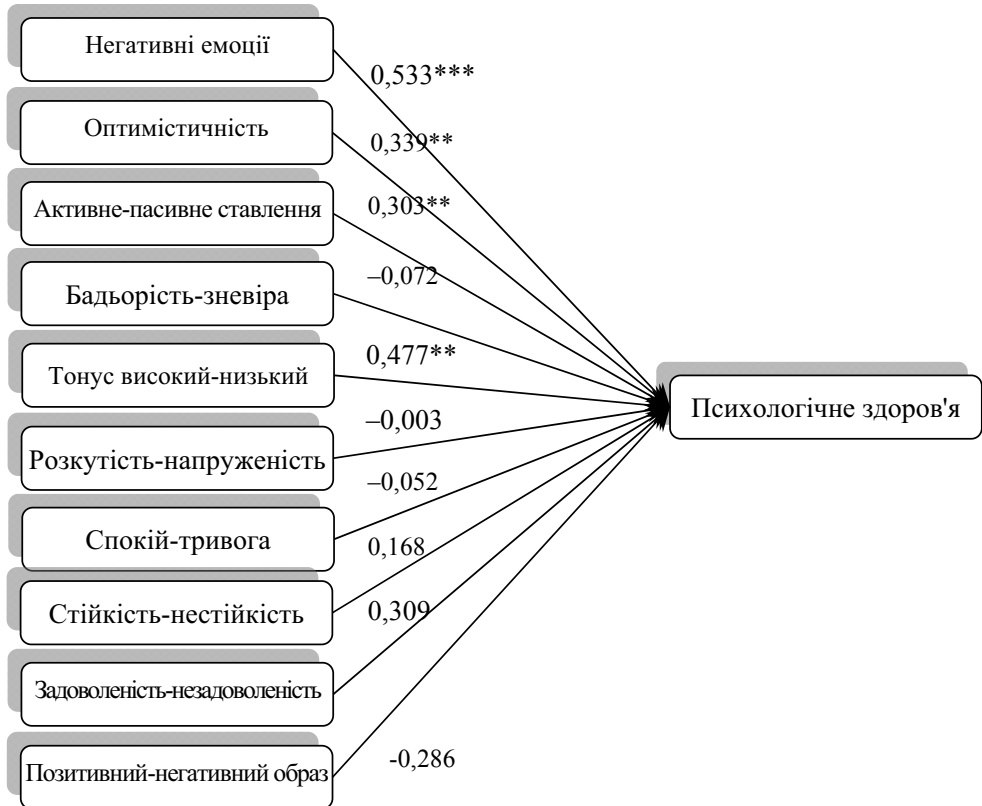 Негативні емоції
0,533***
Оптимістичність
0,339**
Активне-пасивне ставлення
0,303**
Бадьорість-зневіра
–0,072
Тонус високий-низький
0,477**
Розкутість-напруженість
–0,003
Спокій-тривога
–0,052
Стійкість-нестійкість
0,168
Задоволеність-незадоволеність
0,309
Позитивний-негативний образ
-0,286
Психологічне здоров'я